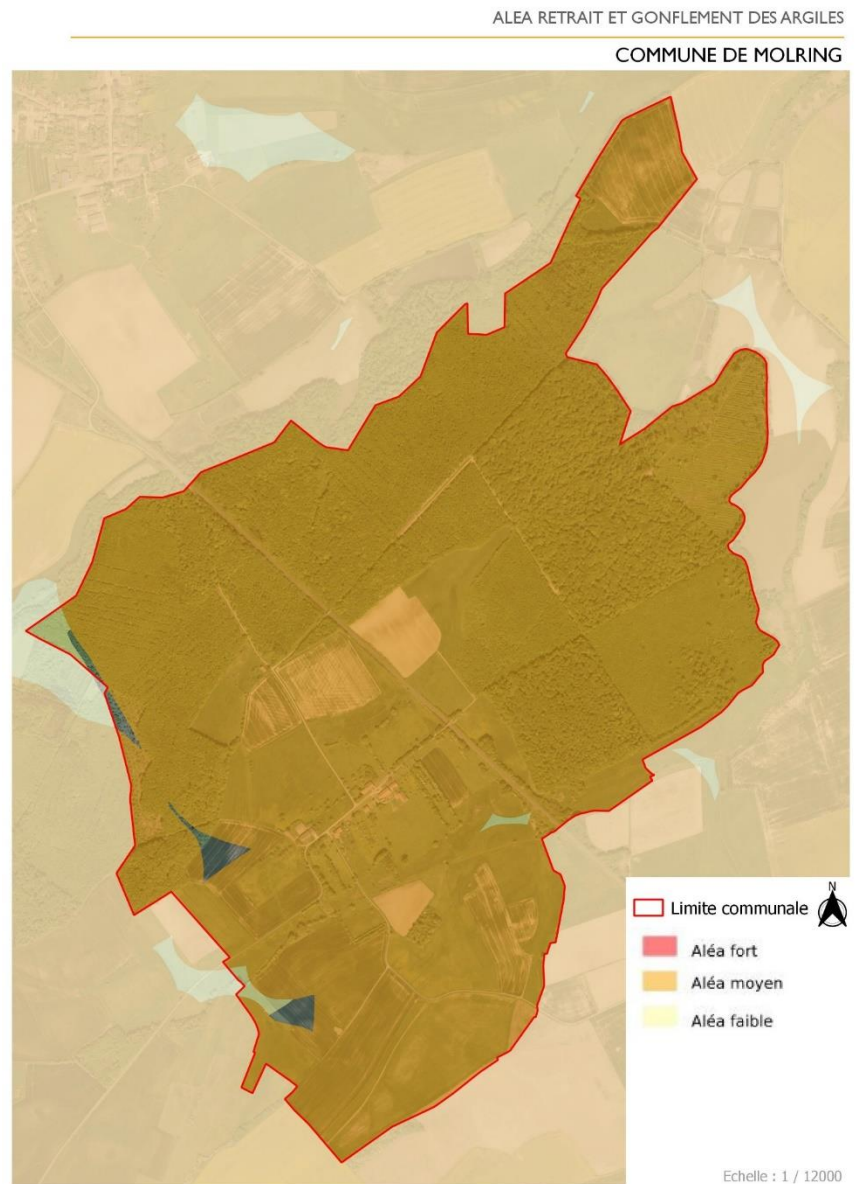 ALEA RETRAIT ET GONFLEMENT DES ARGILES
COMMUNE DE MOLRING
N
Limite communale
Aléa fort
Aléa moyen
Aléa faible
Echelle : 1 / 12000